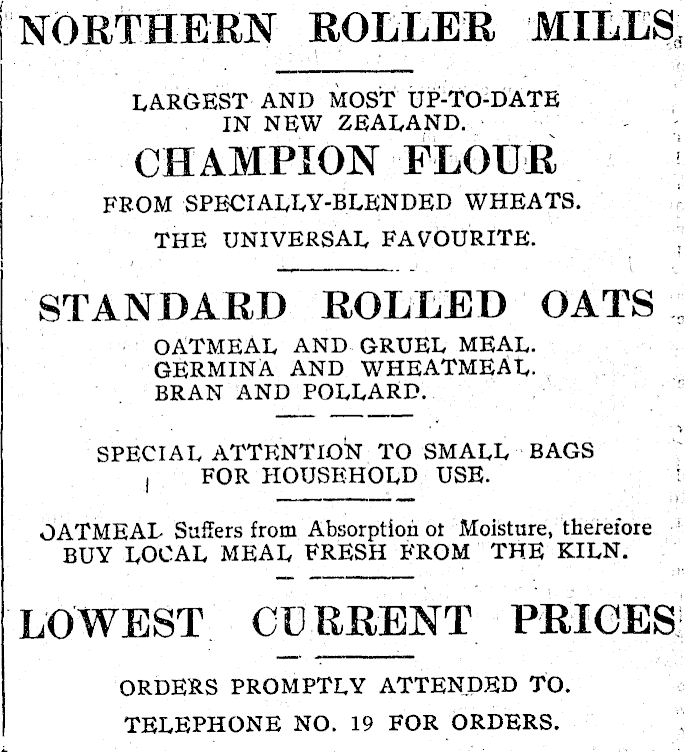 NORTHERN ROLLER MILLS,
LARGEST AND MOST UP-TO-DATE
IN NEW ZEALAND.
CHAMPION FLOUR
FROM SPECIALLY-BLENDED WHEATS.
THE UNIVERSAL FAVOURITE.
STANDARD ROLLED OATS
OATMEAL AND GRUEL MEAL.
GERMINA AND WHEATMEAL.
BRAN AND POLLARD.
SPECIAL ATTENTION TO SMALL BAGS
FOR HOUSEHOLD USE.
OATMEAL Suffers from Absorption of Moisture, therefore
BUY LOCAL MEAL FRESH FROM THE KILN.
LOWEST CURRENT PRICES
ORDERS PROMPTLY ATTENDED TO.
TELEPHONE NO. 19 FOR ORDERS.